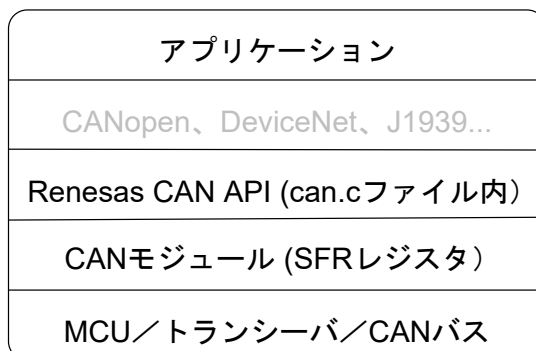 アプリケーション
CANopen、DeviceNet、J1939...
Renesas CAN API (can.cファイル内）
CANモジュール (SFRレジスタ）
MCU／トランシーバ／CANバス